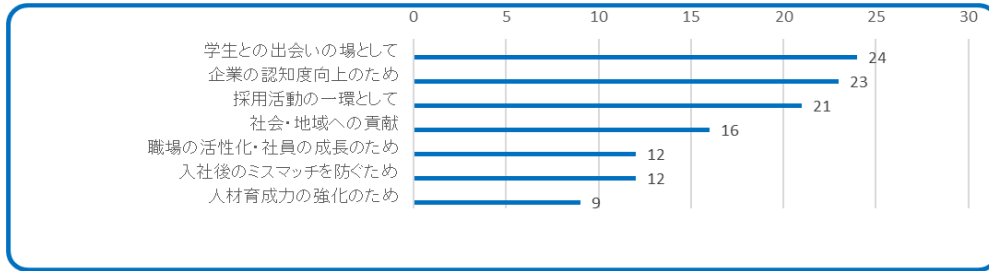 0 5 10 15 20 25 30
学生との出会いの場として 24
企業の認知度向上のため 23
採用活動の一環として 21
社会・地域への貢献 16
職場の活性化・社員の成長のため 12
入社後のミスマッチを防ぐため 12
人材育成力の強化のため 9